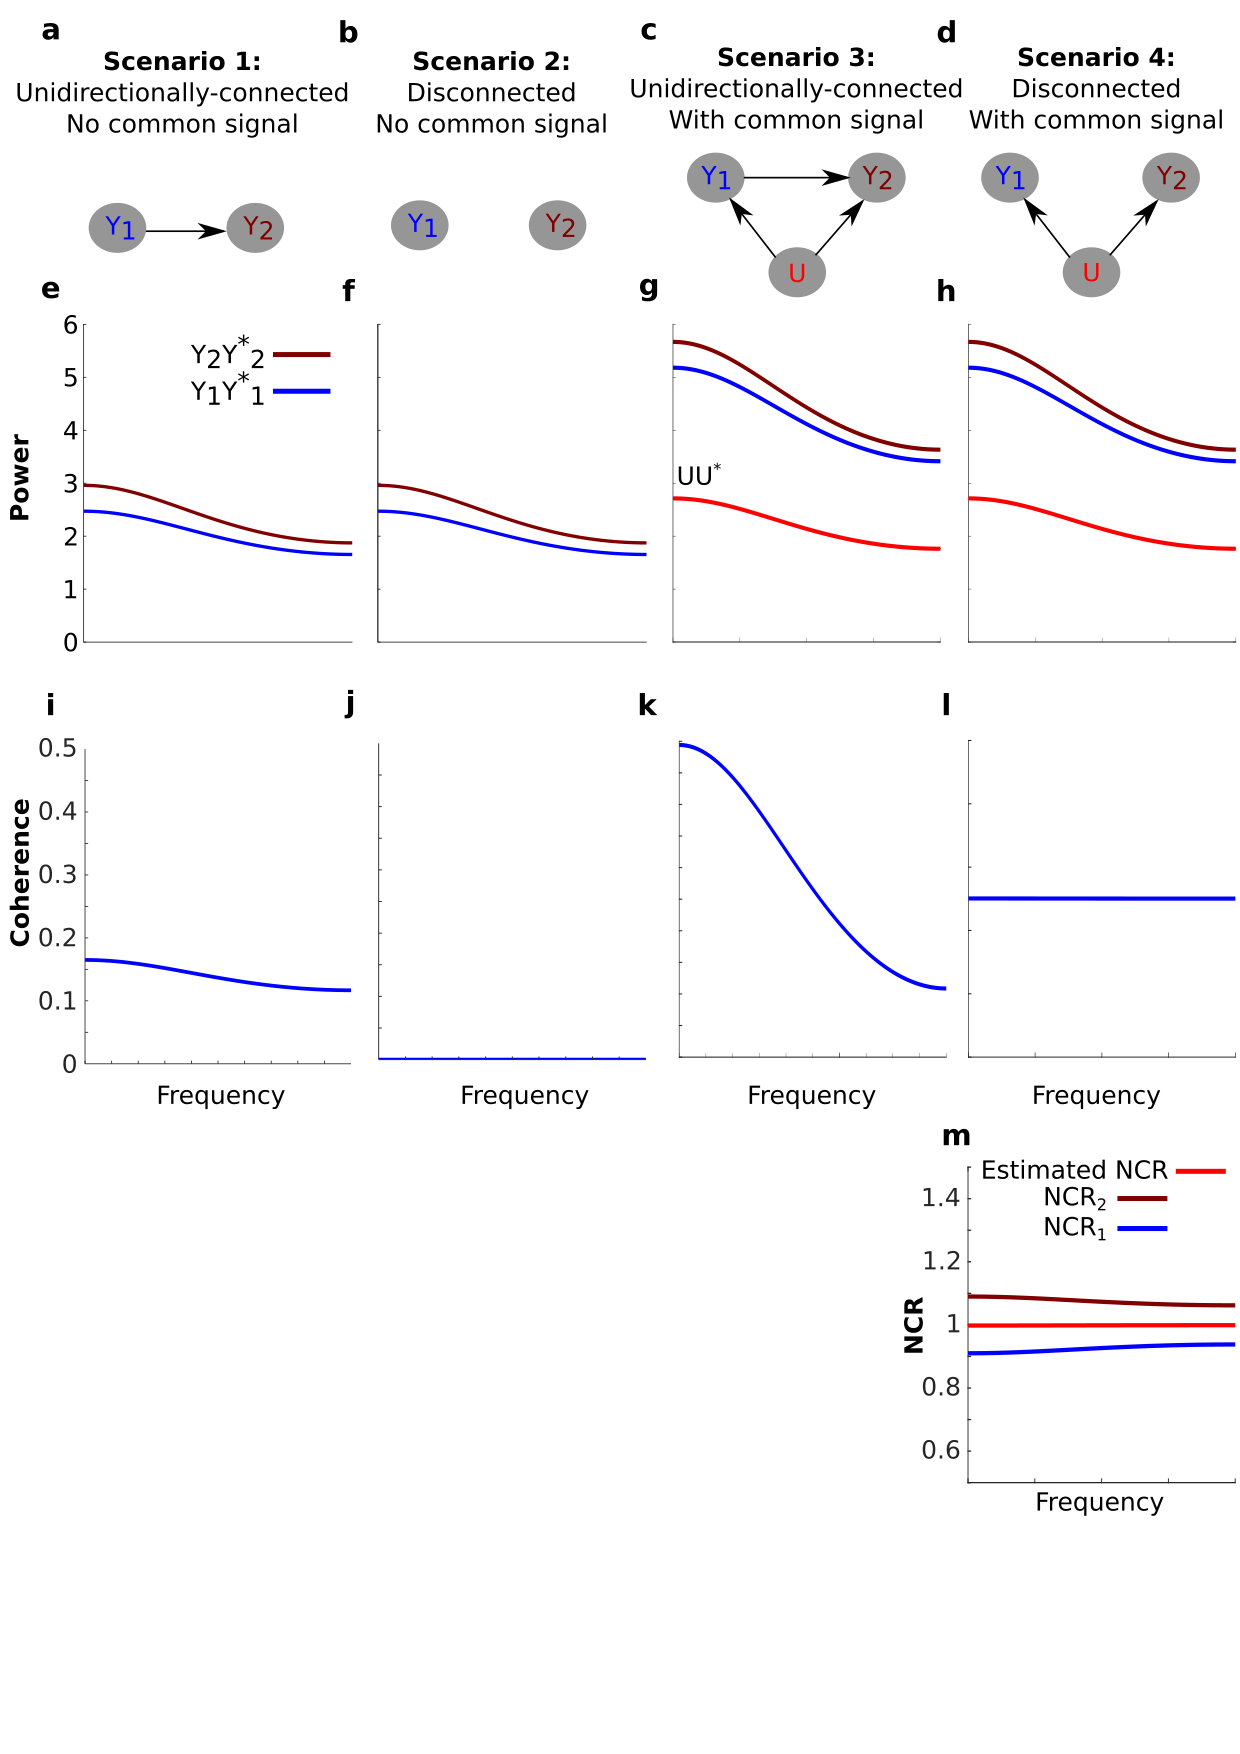 a
Scenario 1:
Unidirectionally-connected
No common signal
b
Scenario 2:
Disconnected
No common signal
c
Scenario 3:
Unidirectionally-connected
With common signal
d
Scenario 4:
Disconnected
With common signal
Y1 Y2
Y1 Y2
Y1 Y2
U
Y1 Y2
U
e
Power
6
5
4
3
2
1
0
Y2Y*2
Y1Y*1
f
g
UU*
h
i
Coherence
0.5
0.4
0.3
0.2
0.1
0
Frequency
j
Frequency
k
Frequency
l
Frequency
m
Estimated NCR
NCR2
NCR1
NCR
1.4
1.2
1
0.8
0.6
Frequency